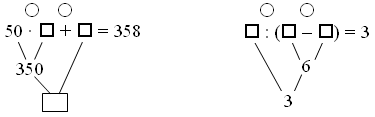 50 · □ + □ = 358
350
□ : (□ − □) = 3
6
3